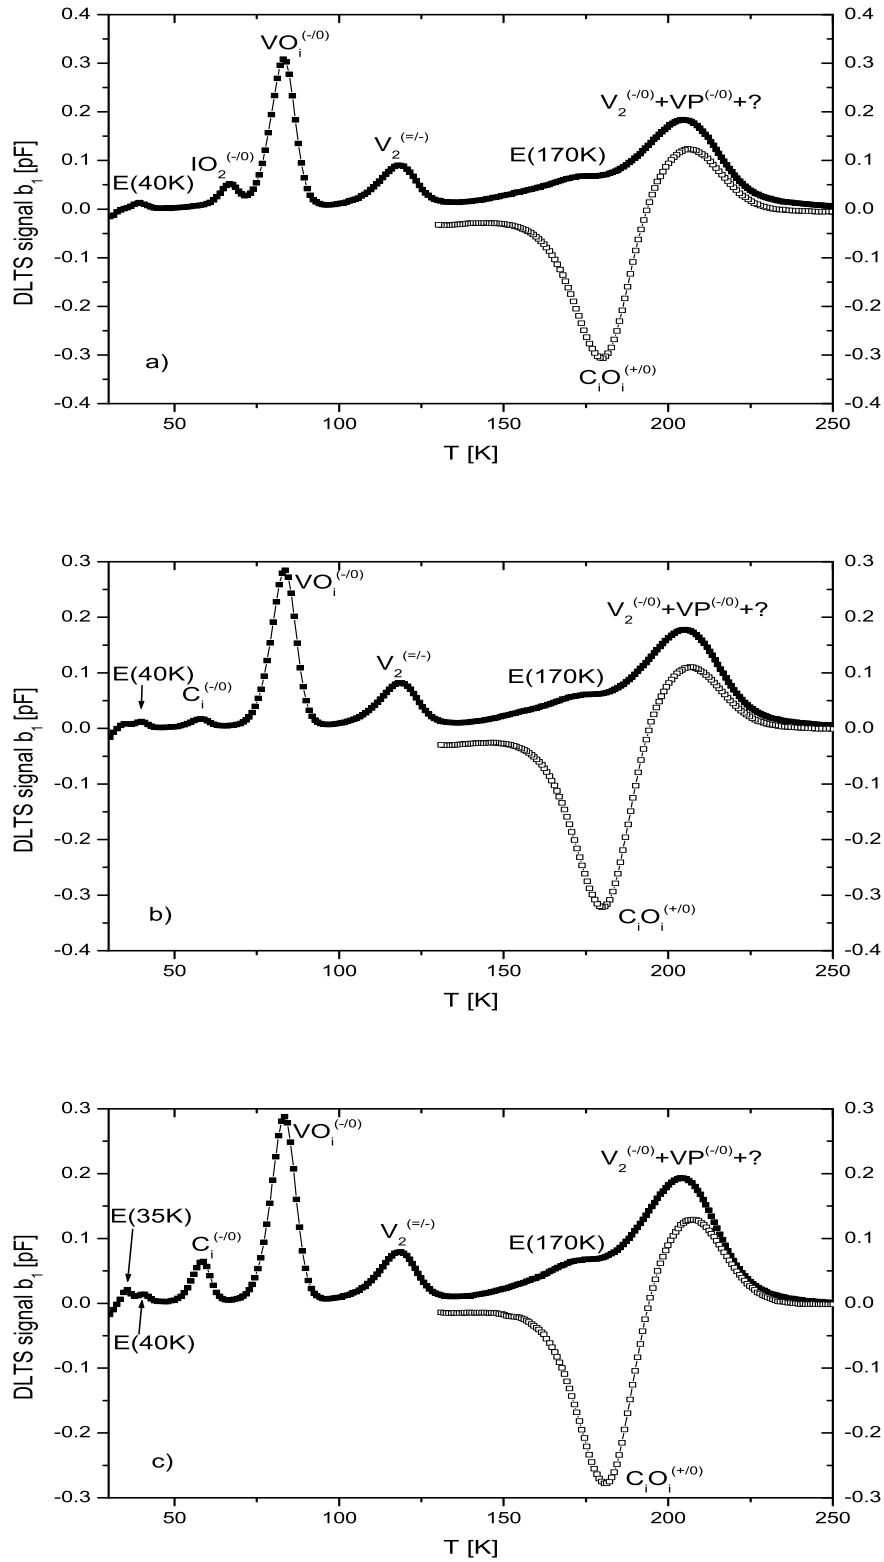 0.4 0.4
VOi(-/0)
0.3 0.3
0.2 V2(-/0)+VP(-/0)+? 0.2
V2(=/-)
IO2(-/0) E(170K)
0.1 0.1
E(40K)
0.0 0.0
-0.1 -0.1
-0.2 -0.2
-0.3 -0.3
a)
CiOi(+/0)
-0.4 -0.4
50 100 150 200 250
T [K]
DLTS signal b1 [pF]
0.3 0.3
VOi(-/0)
0.2 0.2
V2(-/0)+VP(-/0)+?
V2(=/-)
0.1 E(40K) E(170K) 0.1
Ci(-/0)
0.0 0.0
-0.1 -0.1
-0.2 -0.2
-0.3 -0.3
b) CiOi(+/0)
-0.4 -0.4
50 100 150 200 250
T [K]
DLTS signal b1 [pF]
0.3 0.3
VOi(-/0)
V2(-/0)+VP(-/0)+?
0.2 0.2
E(35K)
V2(=/-)
0.1 Ci(-/0) E(170K) 0.1
0.0 0.0
E(40K)
-0.1 -0.1
-0.2 -0.2
c) CiOi(+/0)
-0.3 -0.3
50 100 150 200 250
T [K]
DLTS signal b1 [pF]